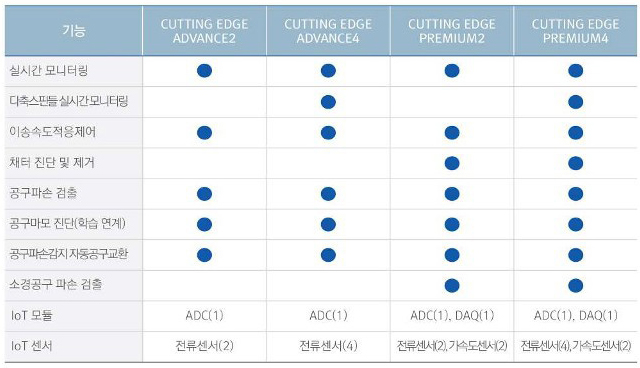 기능 CUTTING EDGE ADVANCE2 CUTTING EDGE ADVANCE4 CUTTING EDGE PREMIUM2 CUTTING EDGE PREMIUM4
실시간 모니터링 ● ● ● ●
다축스핀들 실시간 모니터링 ● ●
이송속도적응제어 ● ● ● ●
채터 진단 및 제거 ● ●
공구파손 검출 ● ● ● ●
공구마모 진단(학습 연계) ● ● ● ●
공구파손감지 자동공구교환 ● ● ● ●
소경공구 파손 검출 ● ●
IoT 모듈 ADC(1) ADC(1) ADC(1), DAQ(1) ADC(1), DAQ(1)
IoT 센서 전류센서(2) 전류센서(4) 전류센서(2), 가속도센서(2) 전류센서(4), 가속도센서(2)